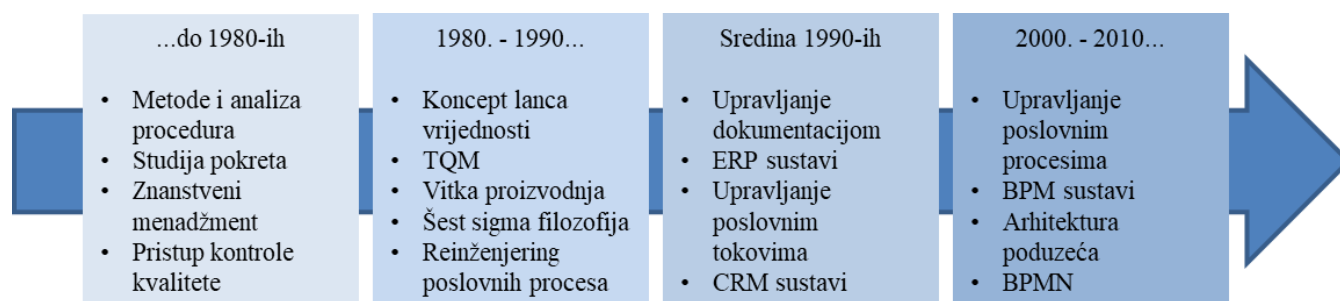 ...do 1980-ih
• Metode i analiza
procedura
• Studija pokreta
• Znanstveni
menadžment
• Pristup kontrole
kvalitete
1980. - 1990...
• Koncept lanca
vrijednosti
• TQM
• Vitka proizvodnja
• Šest sigma filozofija
• Reinženjering
poslovnih procesa
Sredina 1990-ih
• Upravljanje
dokumentacijom
• ERP sustavi
• Upravljanje
poslovnim
tokovima
• CRM sustavi
2000. - 2010...
• Upravljanje
poslovnim
procesima
• BPM sustavi
• Arhitektura
poduzeća
• BPMN